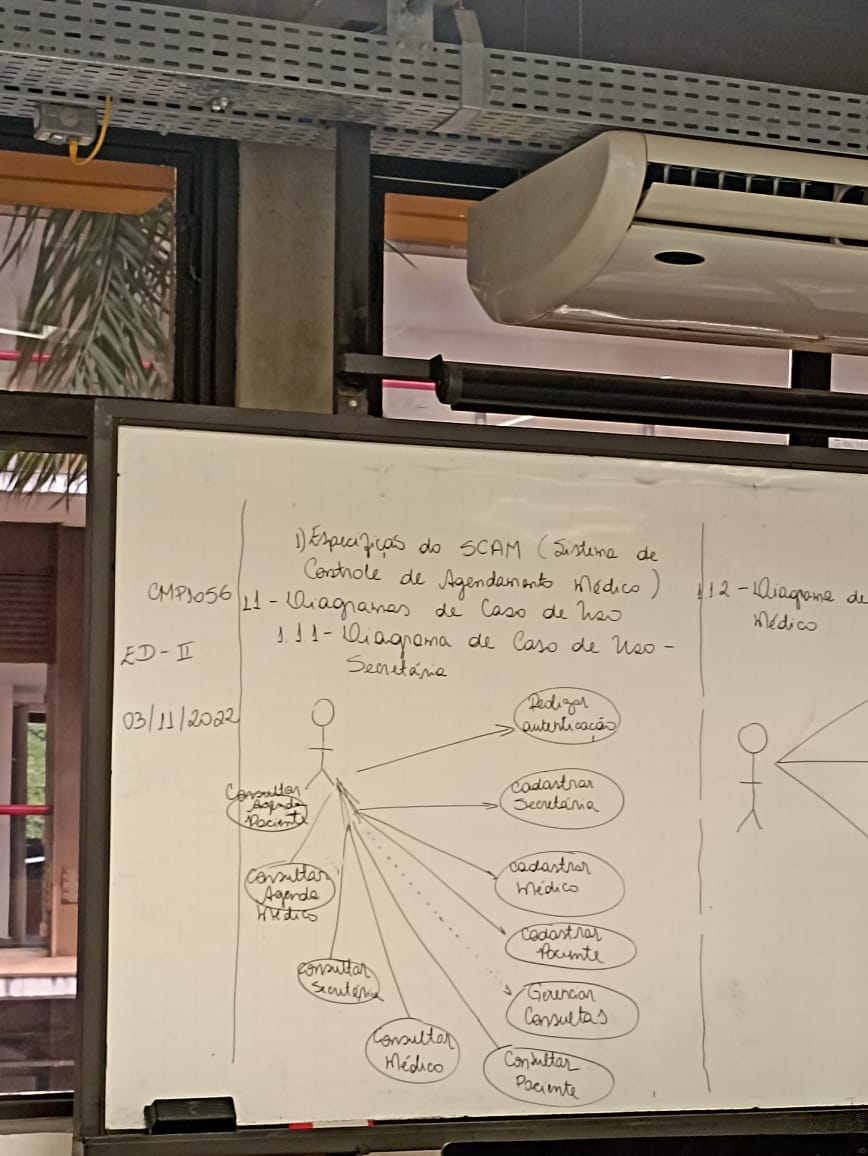 CMP1056
ED-II
03/11/2022
1) Especifiças do SCAM (Sistema de
Controle de Agendamento Médico)
1.1 - Diagramas de Caso de Uso
1.1.1 - Diagrama de Caso de Uso -
Secretária
Realizar
autenticação
Cadastrar
Secretária
Cadastrar
Médico
Cadastrar
Paciente
Gerenciar
Consultas
Consultar
Paciente
Consultar
Médico
Consultar
Secretária
Consultar
Agenda
Médico
Consultar
Agenda
Paciente
1.1.2 - Diagrama de
Médico